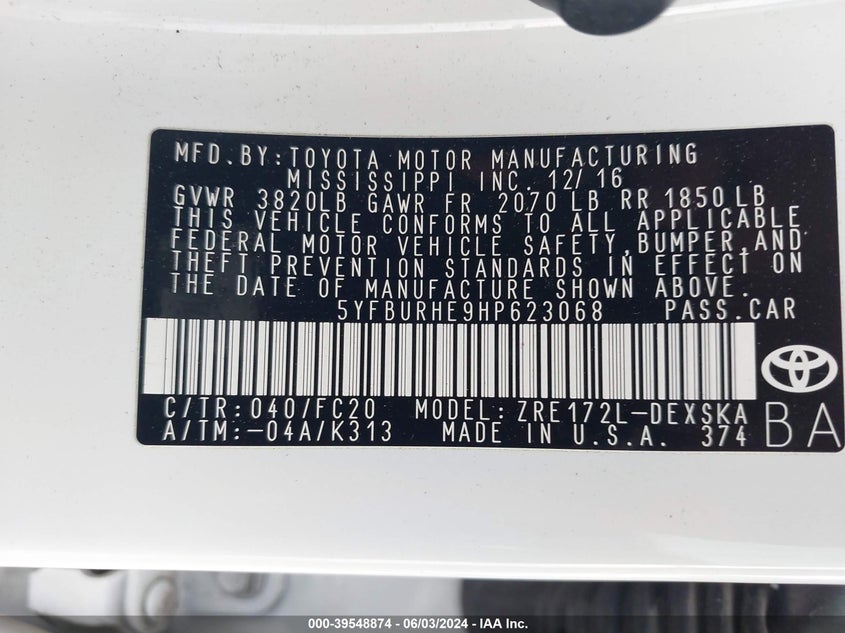 MFD.BY:TOYOTA MOTOR MANUFACTURING
MISSISSIPPI INC. 12/16
GVWR 3820LB GAWR FR 2070 LB RR 1850 LB
THIS VEHICLE CONFORMS TO ALL APPLICABLE
FEDERAL MOTOR VEHICLE SAFETY,BUMPER,AND
THEFT PREVENTION STANDARDS IN EFFECT ON
THE DATE OF MANUFACTURE SHOWN ABOVE.
5YFBURHE9HP623068 PASS.CAR
C/TR:040/FC20 MODEL:ZRE172L-DEXSKA
A/TM:-04A/K313 MADE IN U.S.A. 374
BA
000-39548874 / 06/03/2024 - IAA Inc.